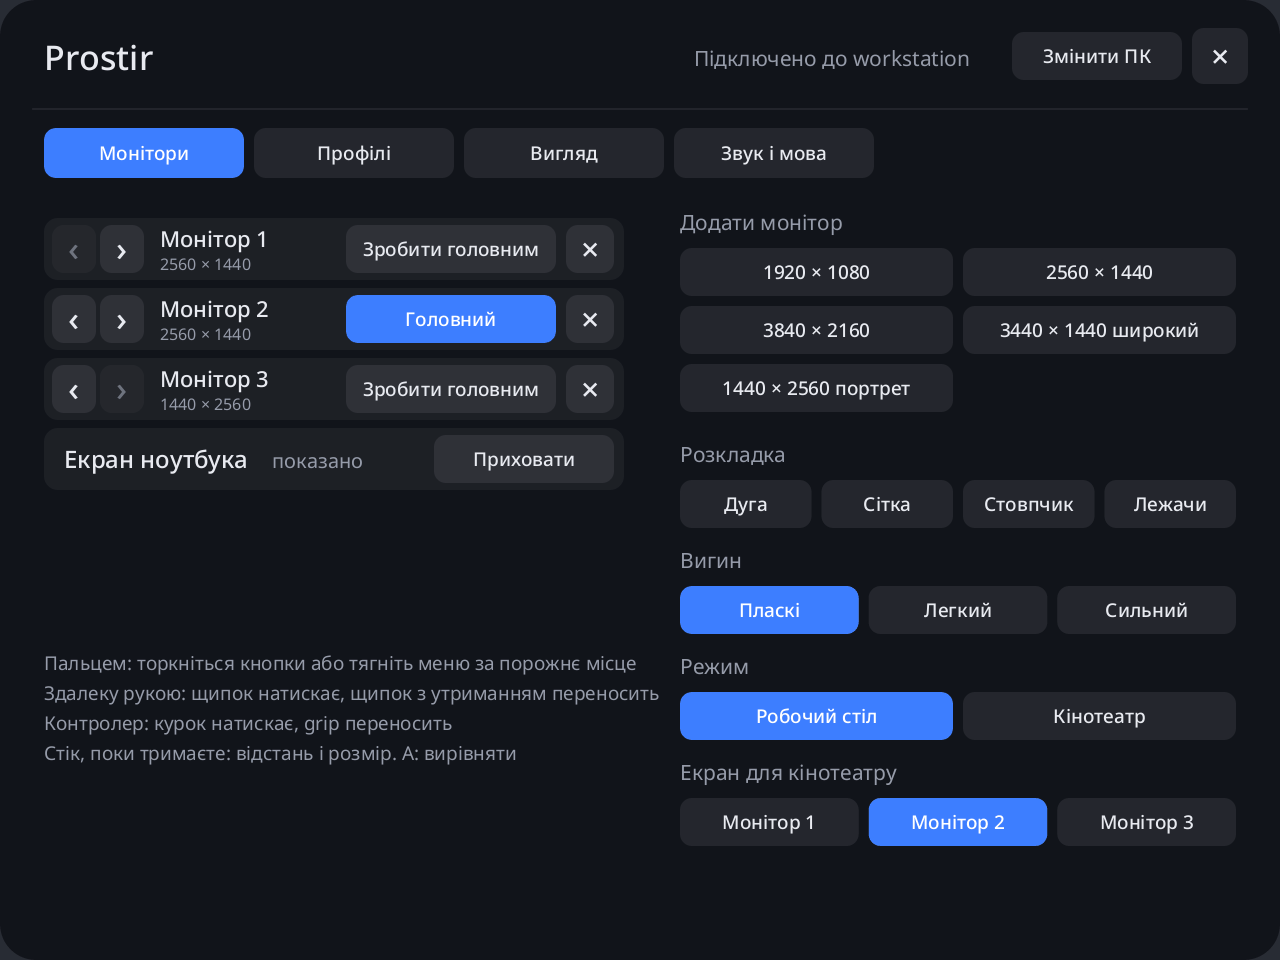 Prostir
Підключено до workstation
Змінити ПК
×
Монітори
Профілі
Вигляд
Звук і мова
‹ › Монітор 1
2560 × 1440
Зробити головним
×
‹ › Монітор 2
2560 × 1440
Головний
×
‹ › Монітор 3
1440 × 2560
Зробити головним
×
Екран ноутбука показано
Приховати
Пальцем: торкніться кнопки або тягніть меню за порожнє місце
Здалеку рукою: щипок натискає, щипок з утриманням переносить
Контролер: курок натискає, grip переносить
Стік, поки тримаєте: відстань і розмір. A: вирівняти
Додати монітор
1920 × 1080
2560 × 1440
3840 × 2160
3440 × 1440 широкий
1440 × 2560 портрет
Розкладка
Дуга
Сітка
Стовпчик
Лежачи
Вигин
Пласкі
Легкий
Сильний
Режим
Робочий стіл
Кінотеатр
Екран для кінотеатру
Монітор 1
Монітор 2
Монітор 3